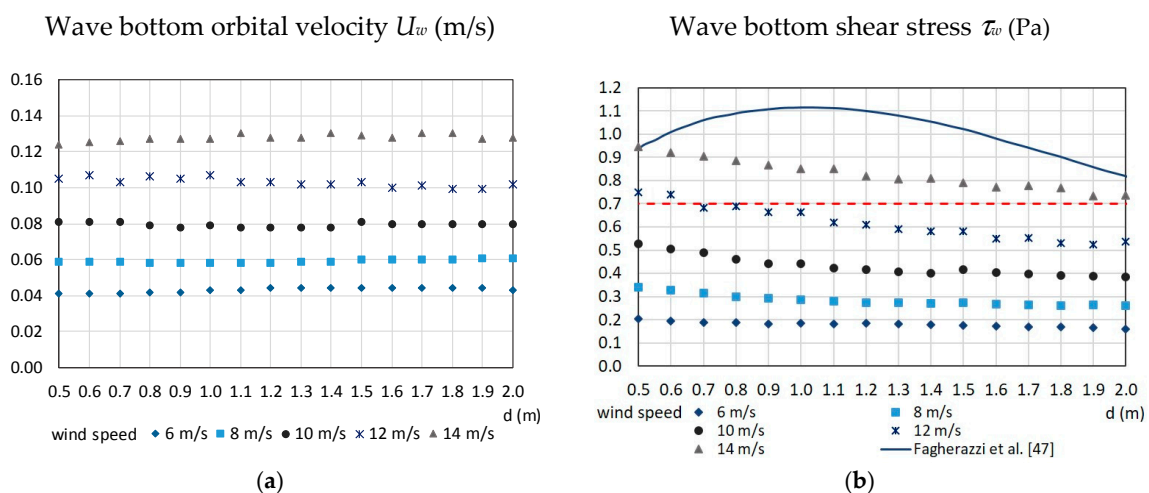 Wave bottom orbital velocity Uw (m/s)
Wave bottom shear stress τw (Pa)
(a)
0.16
0.14
0.12
0.10
0.08
0.06
0.04
0.02
0.00
0.5 0.6 0.7 0.8 0.9 1.0 1.1 1.2 1.3 1.4 1.5 1.6 1.7 1.8 1.9 2.0
d (m)
wind speed 6 m/s 8 m/s 10 m/s 12 m/s 14 m/s
(a)
(b)
1.2
1.1
1.0
0.9
0.8
0.7
0.6
0.5
0.4
0.3
0.2
0.1
0.0
0.5 0.6 0.7 0.8 0.9 1.0 1.1 1.2 1.3 1.4 1.5 1.6 1.7 1.8 1.9 2.0
wind speed 6 m/s 8 m/s d (m)
10 m/s 12 m/s
14 m/s Fagherazzi et al. [47]
(b)